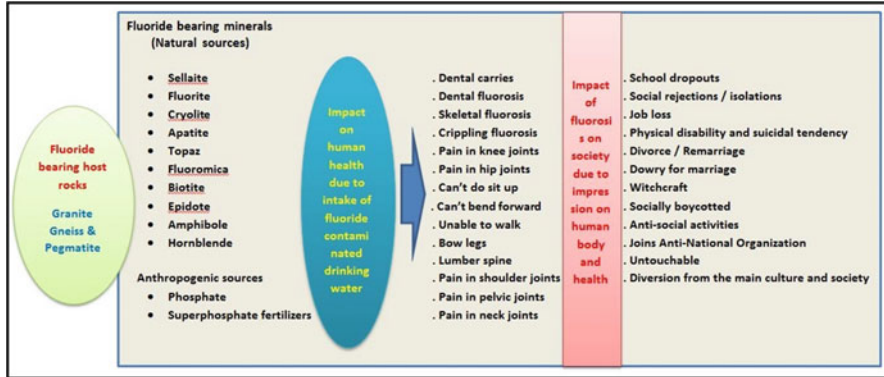 Fluoride
bearing host
rocks
Granite
Gneiss &
Pegmatite
Fluoride bearing minerals
(Natural sources)
• Sellaite
• Fluorite
• Cryolite
• Apatite
• Topaz
• Fluoromica
• Biotite
• Epidote
• Amphibole
• Hornblende
Anthropogenic sources
• Phosphate
• Superphosphate fertilizers
Impact
on
human
health
due to
intake of
fluoride
contami
nated
drinking
water
. Dental carries
. Dental fluorosis
. Skeletal fluorosis
. Crippling fluorosis
. Pain in knee joints
. Pain in hip joints
. Can't do sit up
. Can't bend forward
. Unable to walk
. Bow legs
. Lumber spine
. Pain in shoulder joints
. Pain in pelvic joints
. Pain in neck joints
Impact
of
fluorosi
s on
society
due to
impres
sion on
human
body
and
health
. School dropouts
. Social rejections / isolations
. Job loss
. Physical disability and suicidal tendency
. Divorce / Remarriage
. Dowry for marriage
. Witchcraft
. Socially boycotted
. Anti-social activities
. Joins Anti-National Organization
. Untouchable
. Diversion from the main culture and society